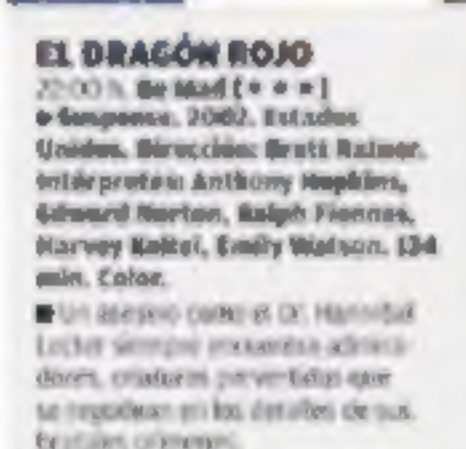 EL DRAGÓN ROJO
22:00 h. Be Mad (* * *)
Suspense. 2002. Estados
Unidos. Dirección: Brett Ratner.
Intérpretes: Anthony Hopkins,
Edward Norton, Ralph Fiennes,
Harvey Keitel, Emily Watson. 124
min. Color.
■ Un asesino como el Dr. Hannibal
Lecter siempre encuentra admira-
dores, criaturas pervertidas que
se regodean en los detalles de sus
brutales crímenes.